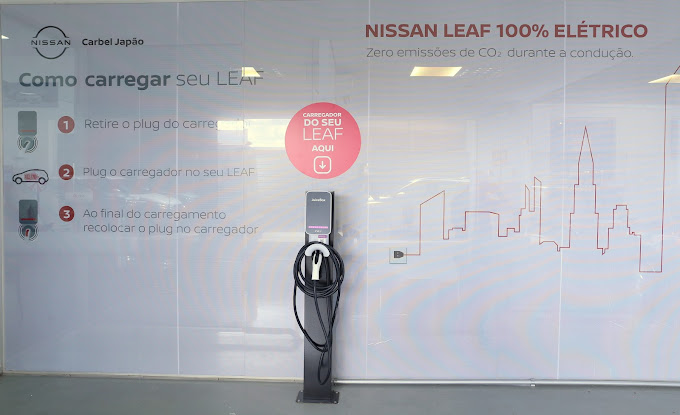 NISSAN
Carbel Japão
Como carregar seu LEAF
1 Retire o plug do
2 Plug o carregador no seu LEAF
3 Ao final do carregamento
recolocar o plug no carregador
CARREGADOR
DO SEU
LEAF
AQUI
NISSAN LEAF 100% ELÉTRICO
Zero emissões de CO₂ durante a condução.